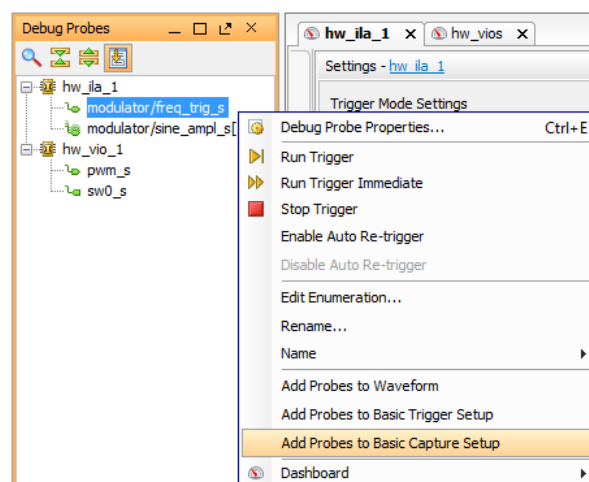 Debug Probes
hw_ila_1
modulator/freq_trig_s
modulator/sine_ampl_s[
hw_vio_1
pwm_s
sw0_s
hw_ila_1
hw_vios
Settings - hw_ila_1
Trigger Mode Settings
Debug Probe Properties... Ctrl+E
Run Trigger
Run Trigger Immediate
Stop Trigger
Enable Auto Re-trigger
Disable Auto Re-trigger
Edit Enumeration...
Rename...
Name
Add Probes to Waveform
Add Probes to Basic Trigger Setup
Add Probes to Basic Capture Setup
Dashboard